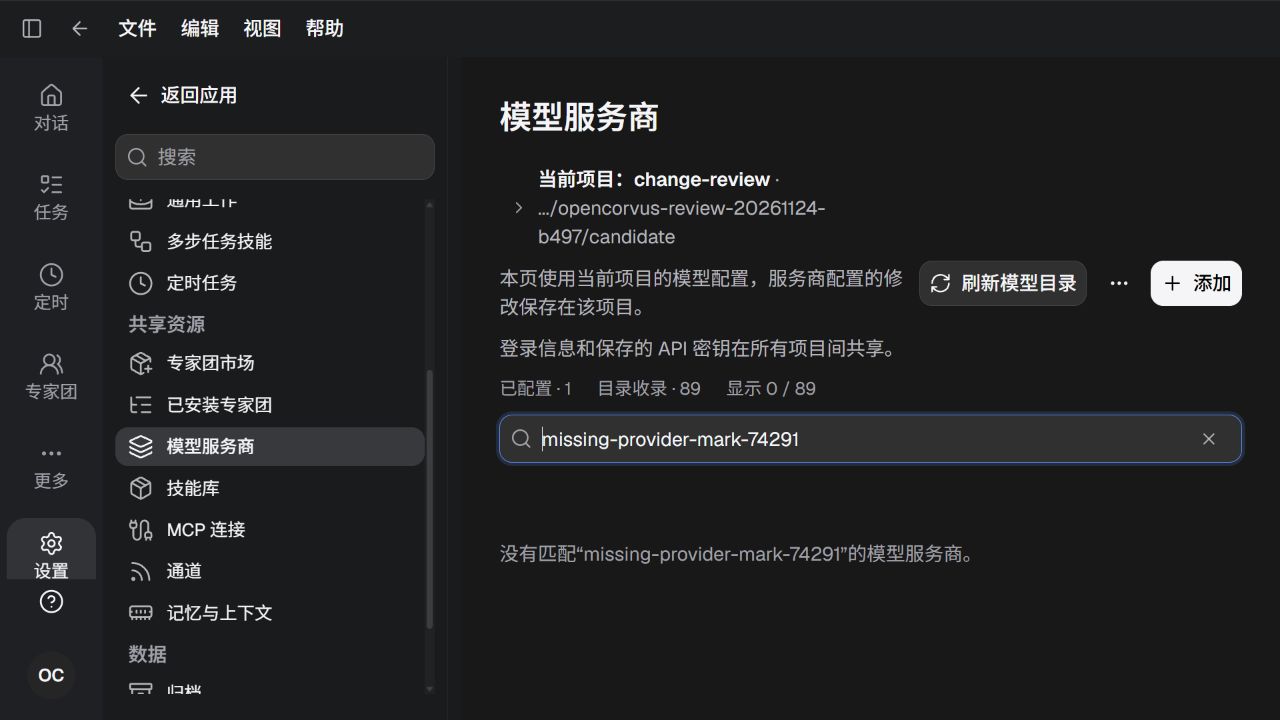 文件 编辑 视图 帮助
对话
任务
定时
专家团
更多
设置
OC
返回应用
搜索
通用工作
多步任务技能
定时任务
共享资源
专家团市场
已安装专家团
模型服务商
技能库
MCP 连接
通道
记忆与上下文
数据
归档
模型服务商
当前项目：change-review ·
.../opencorvus-review-20261124-
b497/candidate
本页使用当前项目的模型配置，服务商配置的修
改保存在该项目。
刷新模型目录
添加
登录信息和保存的 API 密钥在所有项目间共享。
已配置 · 1 目录收录 · 89 显示 0 / 89
missing-provider-mark-74291
没有匹配“missing-provider-mark-74291”的模型服务商。